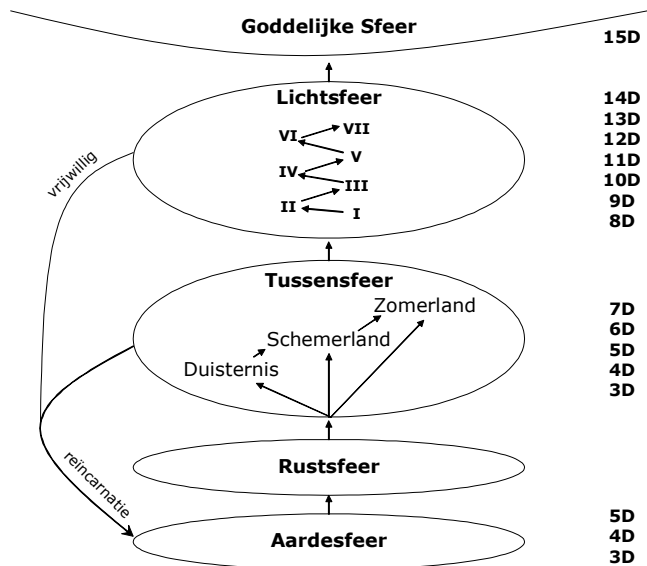 Goddelijke Sfeer
15D
Lichtsfeer
14D
13D
VI
VII
12D
V
11D
IV
III
10D
II
I
9D
8D
vrijwillig
Tussensfeer
Zomerland
7D
6D
Schemerland
5D
Duisternis
4D
3D
reïncarnatie
Rustsfeer
Aardesfeer
5D
4D
3D